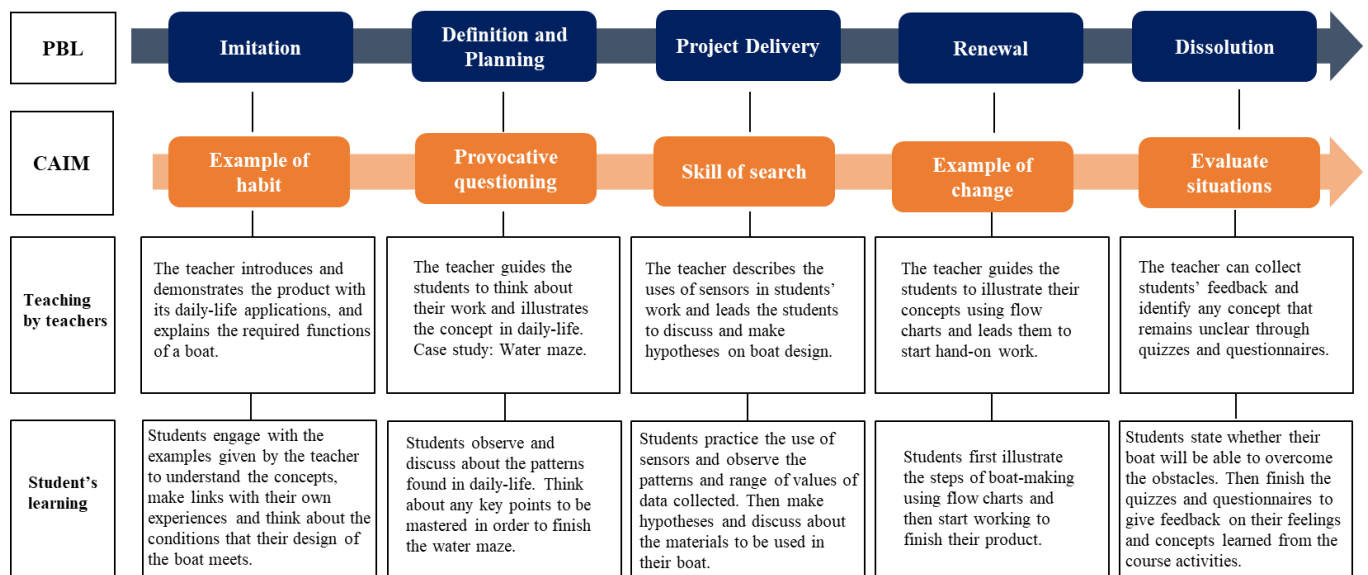 PBL
Imitation
Definition and
Planning
Project Delivery
Renewal
Dissolution
CAIM
Example of
habit
Provocative
questioning
Skill of search
Example of
change
Evaluate
situations
Teaching
by teachers
The teacher introduces and
demonstrates the product with
its daily-life applications, and
explains the required functions
of a boat.
The teacher guides the
students to think about
their work and illustrates
the concept in daily-life.
Case study: Water maze.
The teacher describes the
uses of sensors in students’
work and leads the students
to discuss and make
hypotheses on boat design.
The teacher guides the
students to illustrate their
concepts using flow
charts and leads them to
start hand-on work.
The teacher can collect
students’ feedback and
identify any concept that
remains unclear through
quizzes and questionnaires.
Student’s
learning
Students engage with the
examples given by the teacher
to understand the concepts,
make links with their own
experiences and think about the
conditions that their design of
the boat meets.
Students observe and
discuss about the patterns
found in daily-life. Think
about any key points to be
mastered in order to finish
the water maze.
Students practice the use of
sensors and observe the
patterns and range of values of
data collected. Then make
hypotheses and discuss about
the materials to be used in
their boat.
Students first illustrate
the steps of boat-making
using flow charts and
then start working to
finish their product.
Students state whether their
boat will be able to overcome
the obstacles. Then finish the
quizzes and questionnaires to
give feedback on their feelings
and concepts learned from the
course activities.